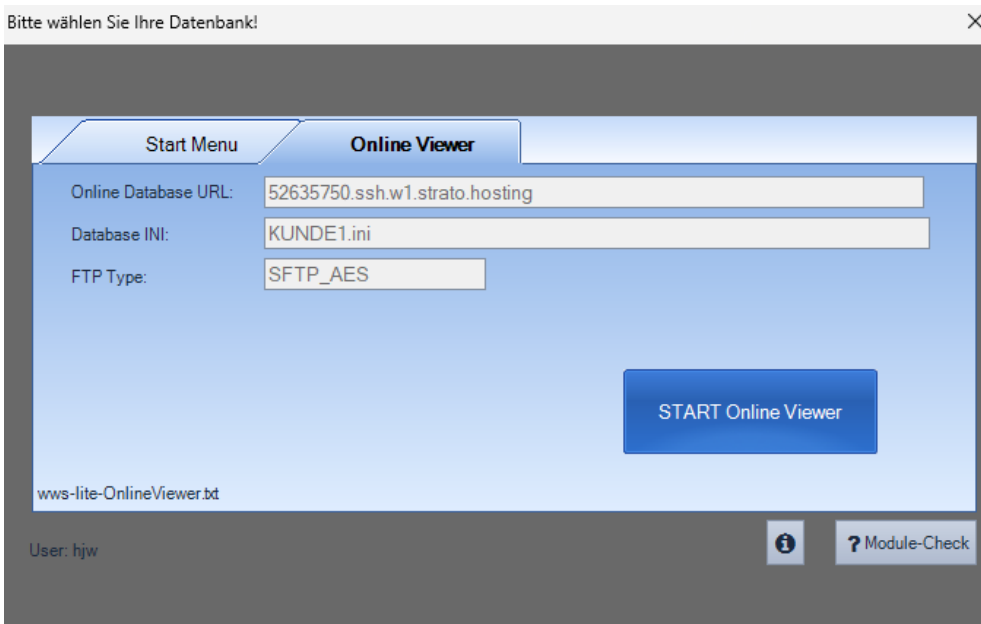 Bitte wählen Sie Ihre Datenbank!
Start Menu
Online Viewer
Online Database URL: 52635750.ssh.w1.strato.hosting
Database INI: KUNDE1.ini
FTP Type: SFTP_AES
START Online Viewer
wws-lite-OnlineViewer.txt
User: hjw
? Module-Check